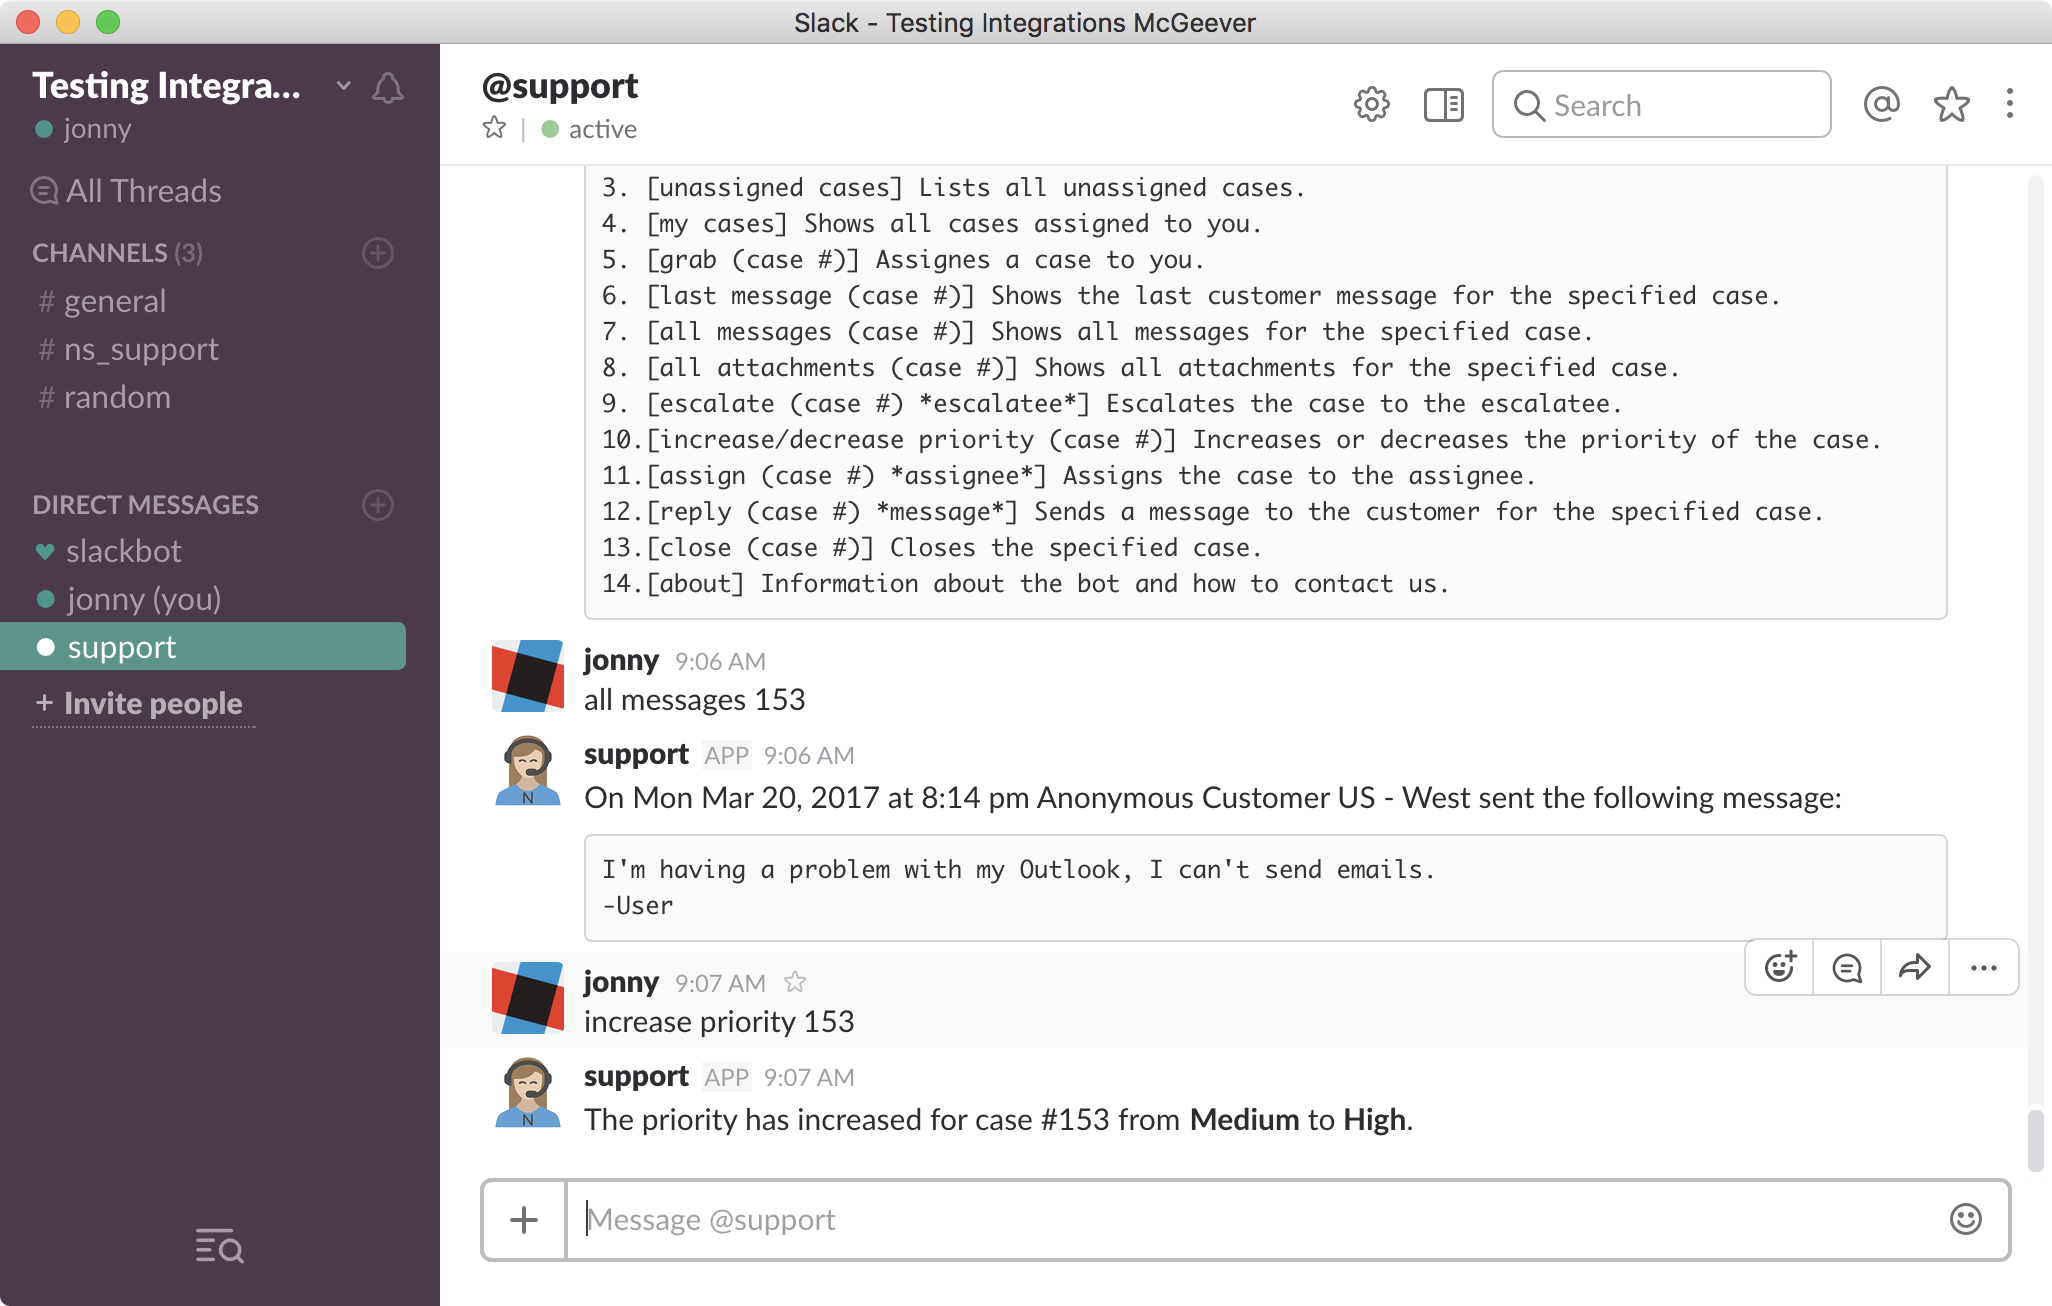 Slack - Testing Integrations McGeever
Testing Integra...
jonny
All Threads
CHANNELS (3)
# general
# ns_support
# random
DIRECT MESSAGES
slackbot
jonny (you)
support
+ Invite people
@support
active
Search
3. [unassigned cases] Lists all unassigned cases.
4. [my cases] Shows all cases assigned to you.
5. [grab (case #)] Assignes a case to you.
6. [last message (case #)] Shows the last customer message for the specified case.
7. [all messages (case #)] Shows all messages for the specified case.
8. [all attachments (case #)] Shows all attachments for the specified case.
9. [escalate (case #) *escalatee*] Escalates the case to the escalatee.
10.[increase/decrease priority (case #)] Increases or decreases the priority of the case.
11.[assign (case #) *assignee*] Assigns the case to the assignee.
12.[reply (case #) *message*] Sends a message to the customer for the specified case.
13.[close (case #)] Closes the specified case.
14.[about] Information about the bot and how to contact us.
jonny 9:06 AM
all messages 153
support APP 9:06 AM
N
On Mon Mar 20, 2017 at 8:14 pm Anonymous Customer US - West sent the following message:
I'm having a problem with my Outlook, I can't send emails.
-User
jonny 9:07 AM
increase priority 153
support APP 9:07 AM
N
The priority has increased for case #153 from Medium to High.
Message @support